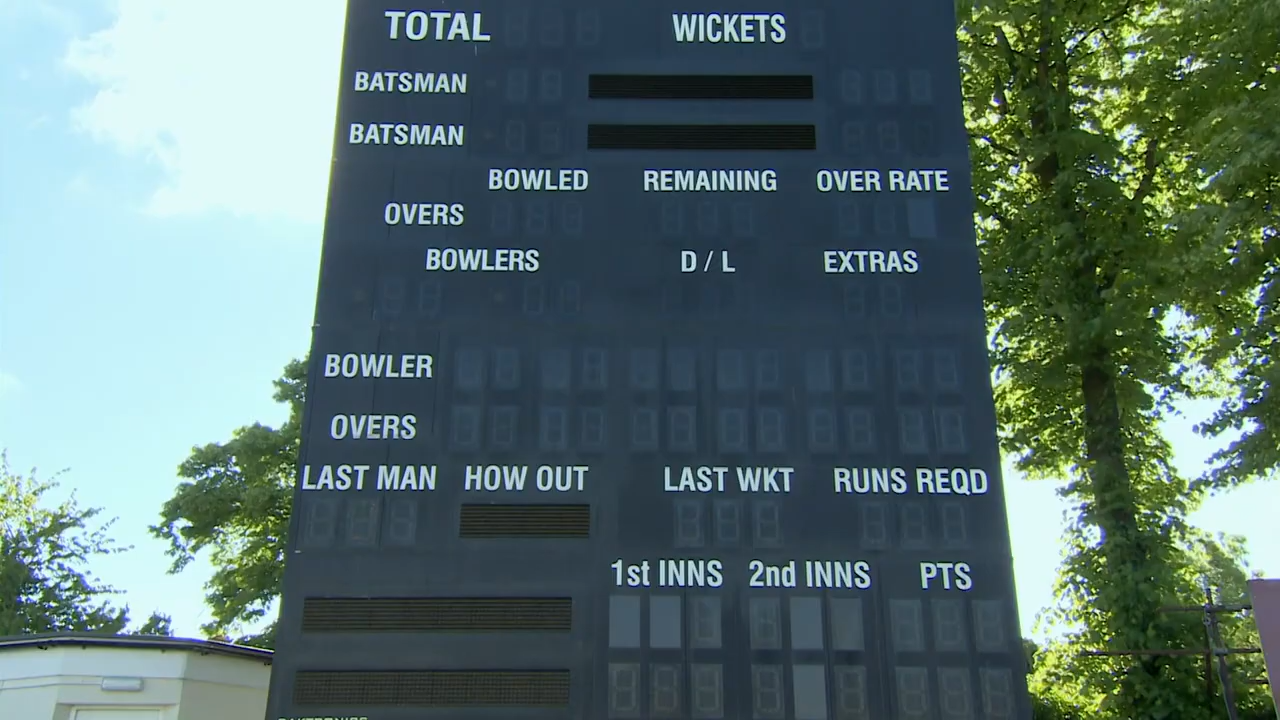 TOTAL WICKETS
BATSMAN
BATSMAN
BOWLED REMAINING OVER RATE
OVERS
BOWLERS D / L EXTRAS
BOWLER
OVERS
LAST MAN HOW OUT LAST WKT RUNS REQD
1st INNS 2nd INNS PTS
DAKTRONICS